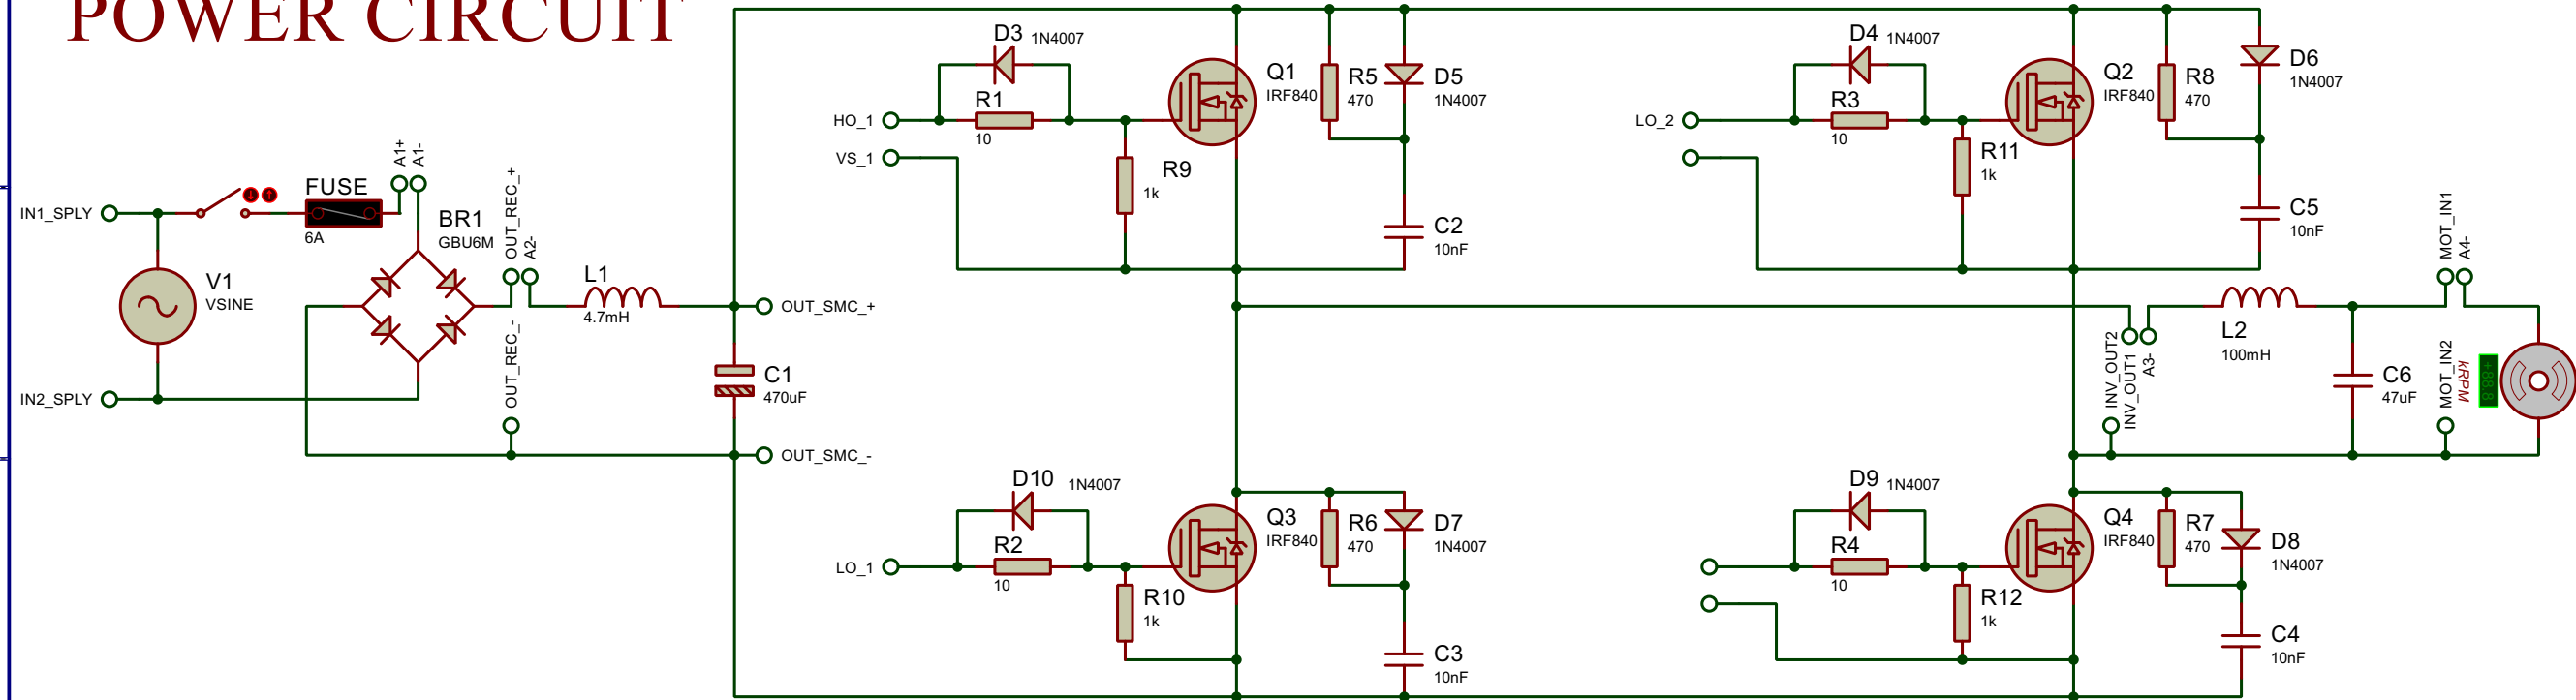 POWER CIRCUIT
IN1_SPLY
IN2_SPLY
V1
VSINE
FUSE
6A
A1+
A1-
BR1
GBU6M
OUT_REC_+
A2-
OUT_REC_-
L1
4.7mH
OUT_SMC_+
C1
470uF
OUT_SMC_-
D3 1N4007
HO_1
R1
10
VS_1
R9
1k
Q1
IRF840
R5
470
D5
1N4007
C2
10nF
D4 1N4007
LO_2
R3
10
R11
1k
Q2
IRF840
R8
470
D6
1N4007
C5
10nF
D10 1N4007
LO_1
R2
10
R10
1k
Q3
IRF840
R6
470
D7
1N4007
C3
10nF
D9 1N4007
R4
10
R12
1k
Q4
IRF840
R7
470
D8
1N4007
C4
10nF
INV_OUT2
INV_OUT1
A3-
L2
100mH
C6
47uF
MOT_IN1
A4-
MOT_IN2
kRPM